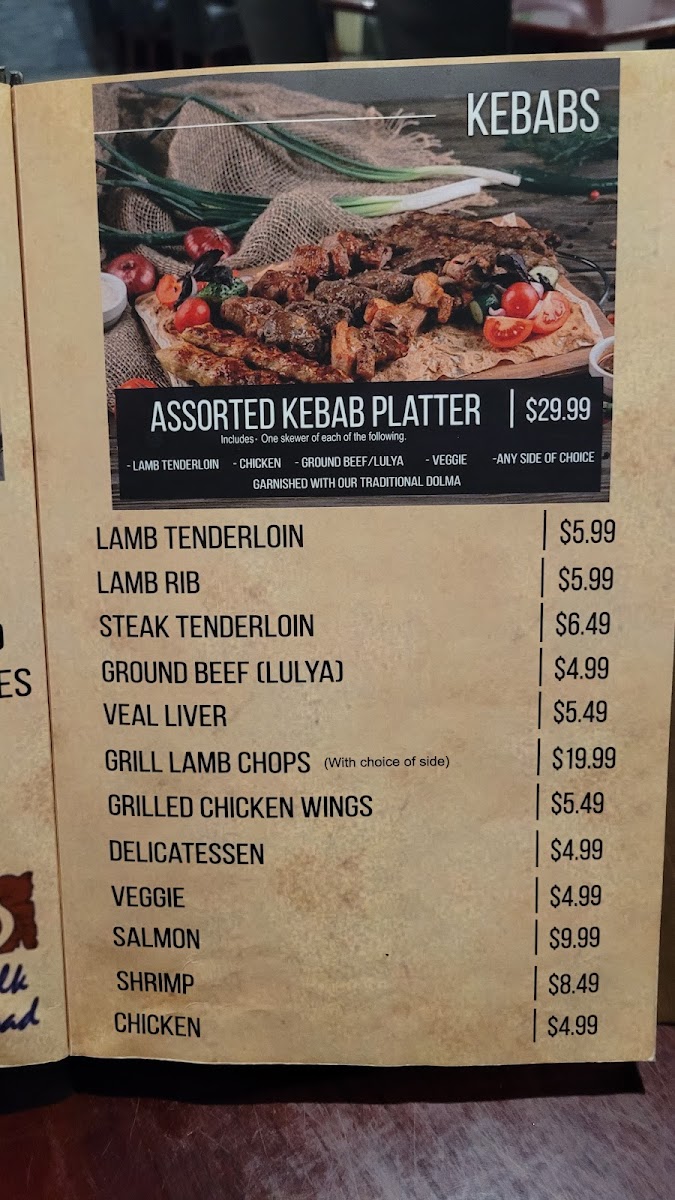 KEBABS
ASSORTED KEBAB PLATTER | $29.99
Includes- One skewer of each of the following.
- LAMB TENDERLOIN - CHICKEN - GROUND BEEF/LULYA - VEGGIE -ANY SIDE OF CHOICE
GARNISHED WITH OUR TRADITIONAL DOLMA
LAMB TENDERLOIN | $5.99
LAMB RIB | $5.99
STEAK TENDERLOIN | $6.49
GROUND BEEF (LULYA) | $4.99
VEAL LIVER | $5.49
GRILL LAMB CHOPS (With choice of side) | $19.99
GRILLED CHICKEN WINGS | $5.49
DELICATESSEN | $4.99
VEGGIE | $4.99
SALMON | $9.99
SHRIMP | $8.49
CHICKEN | $4.99
ES
lk
ad